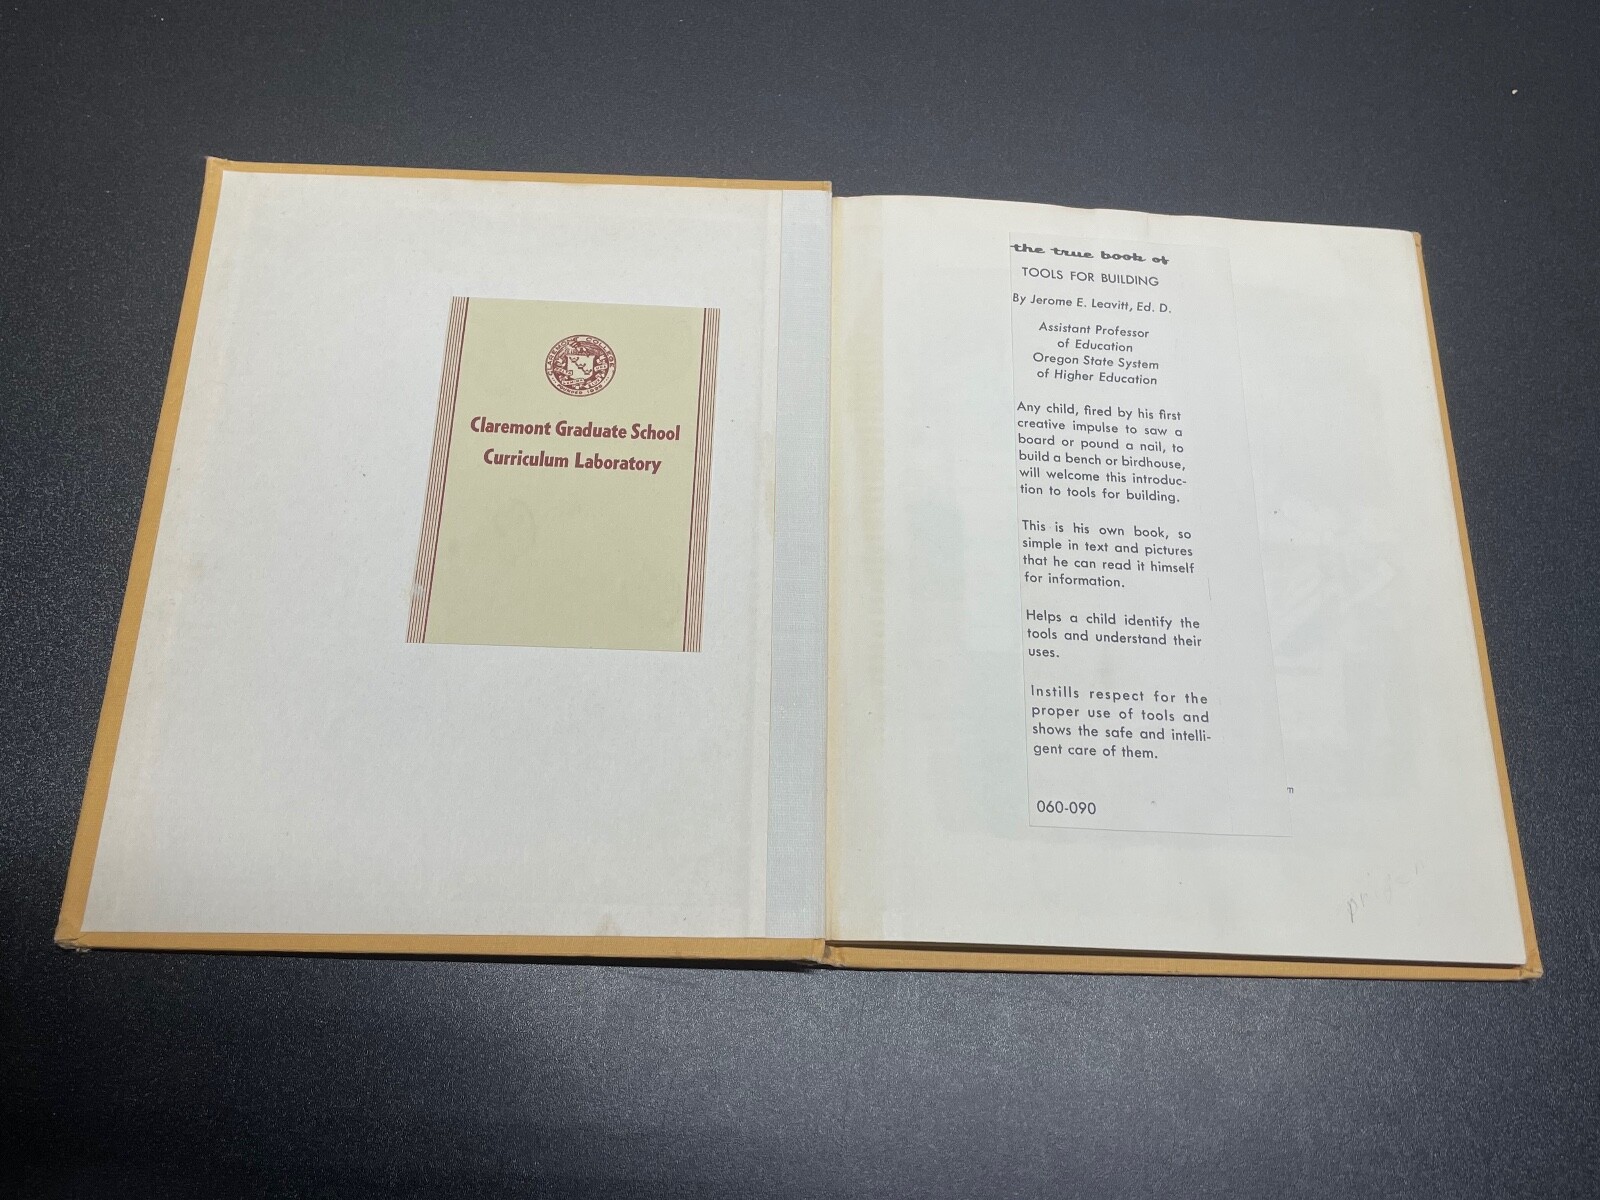 CLAREMONT COLLEGE
Claremont Graduate School
Curriculum Laboratory
the true book of
TOOLS FOR BUILDING
By Jerome E. Leavitt, Ed. D.
Assistant Professor
of Education
Oregon State System
of Higher Education
Any child, fired by his first
creative impulse to saw a
board or pound a nail, to
build a bench or birdhouse,
will welcome this introduc-
tion to tools for building.
This is his own book, so
simple in text and pictures
that he can read it himself
for information.
Helps a child identify the
tools and understand their
uses.
Instills respect for the
proper use of tools and
shows the safe and intelli-
gent care of them.
060-090